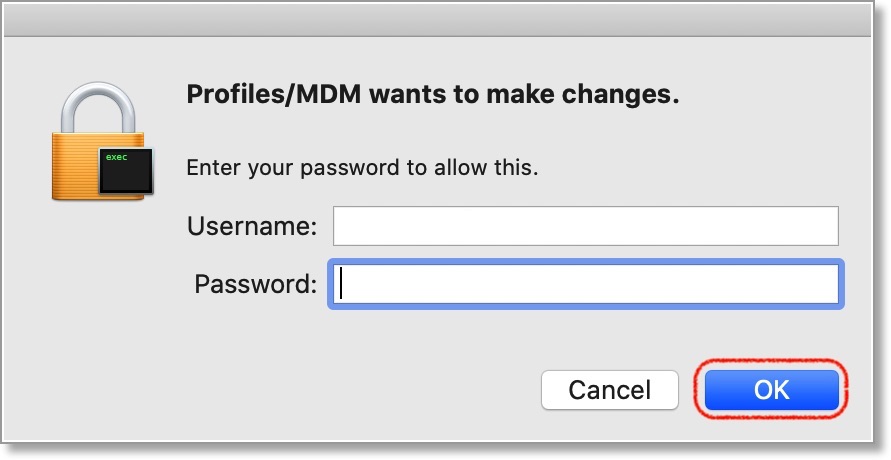 Profiles/MDM wants to make changes.
exec
Enter your password to allow this.
Username:
Password:
Cancel
OK